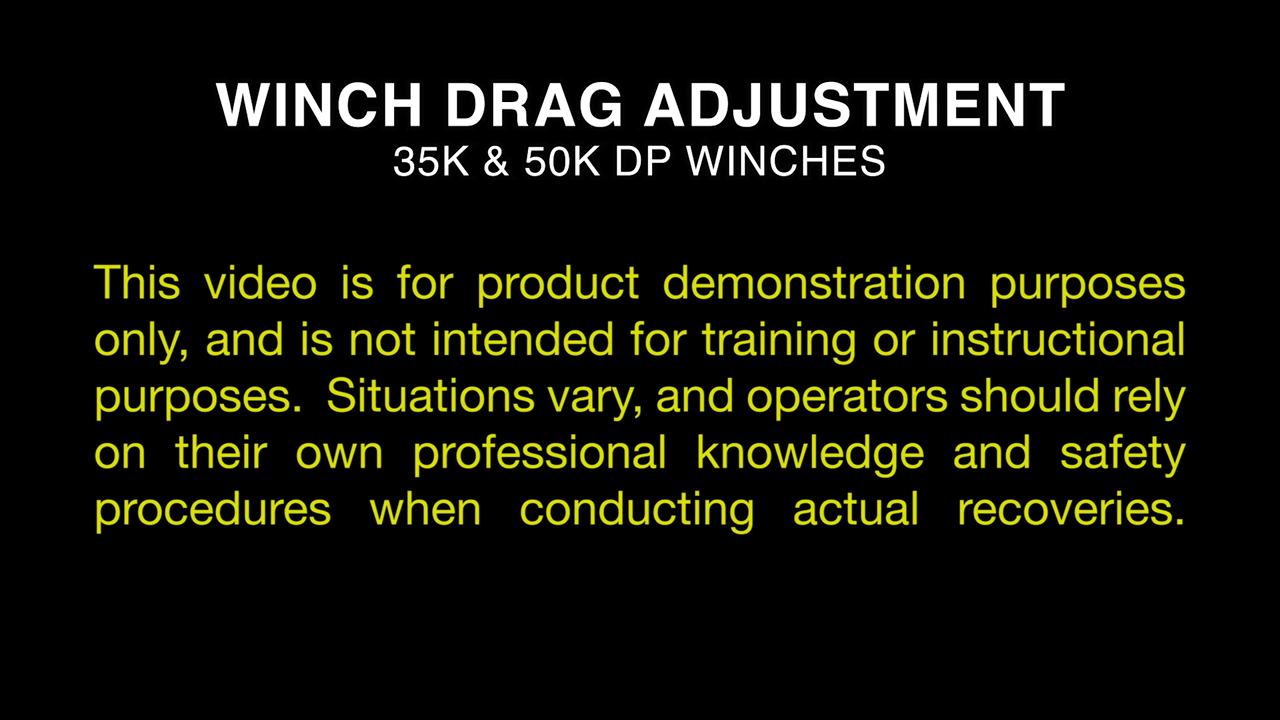 WINCH DRAG ADJUSTMENT
35K & 50K DP WINCHES
This video is for product demonstration purposes
only, and is not intended for training or instructional
purposes.  Situations vary, and operators should rely
on their own professional knowledge and safety
procedures when conducting actual recoveries.